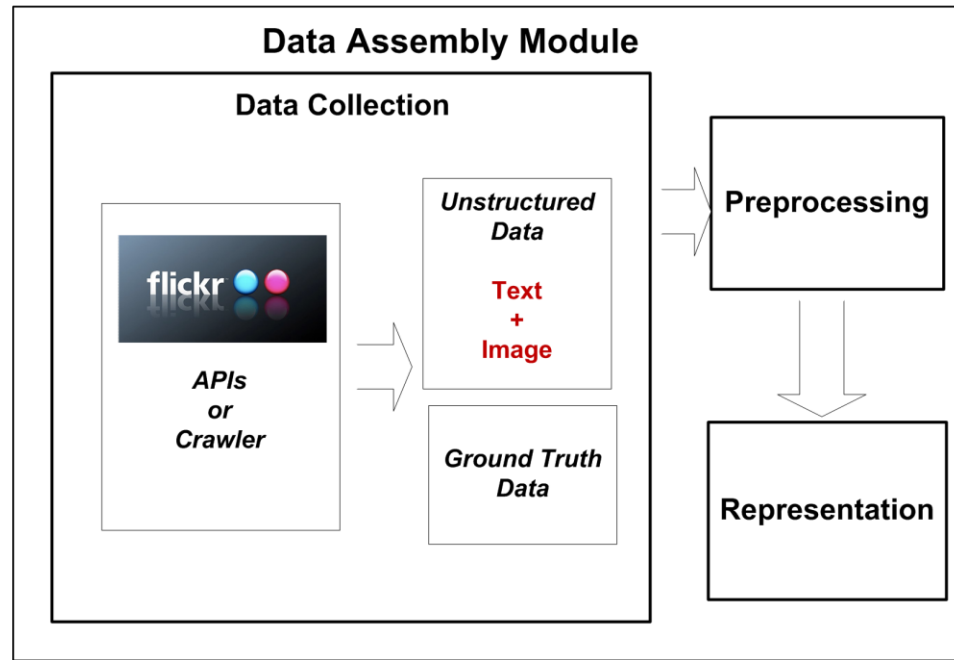 Data Assembly Module
Data Collection
flickr
APIs
or
Crawler
Unstructured
Data
Text
+
Image
Ground Truth
Data
Preprocessing
Representation